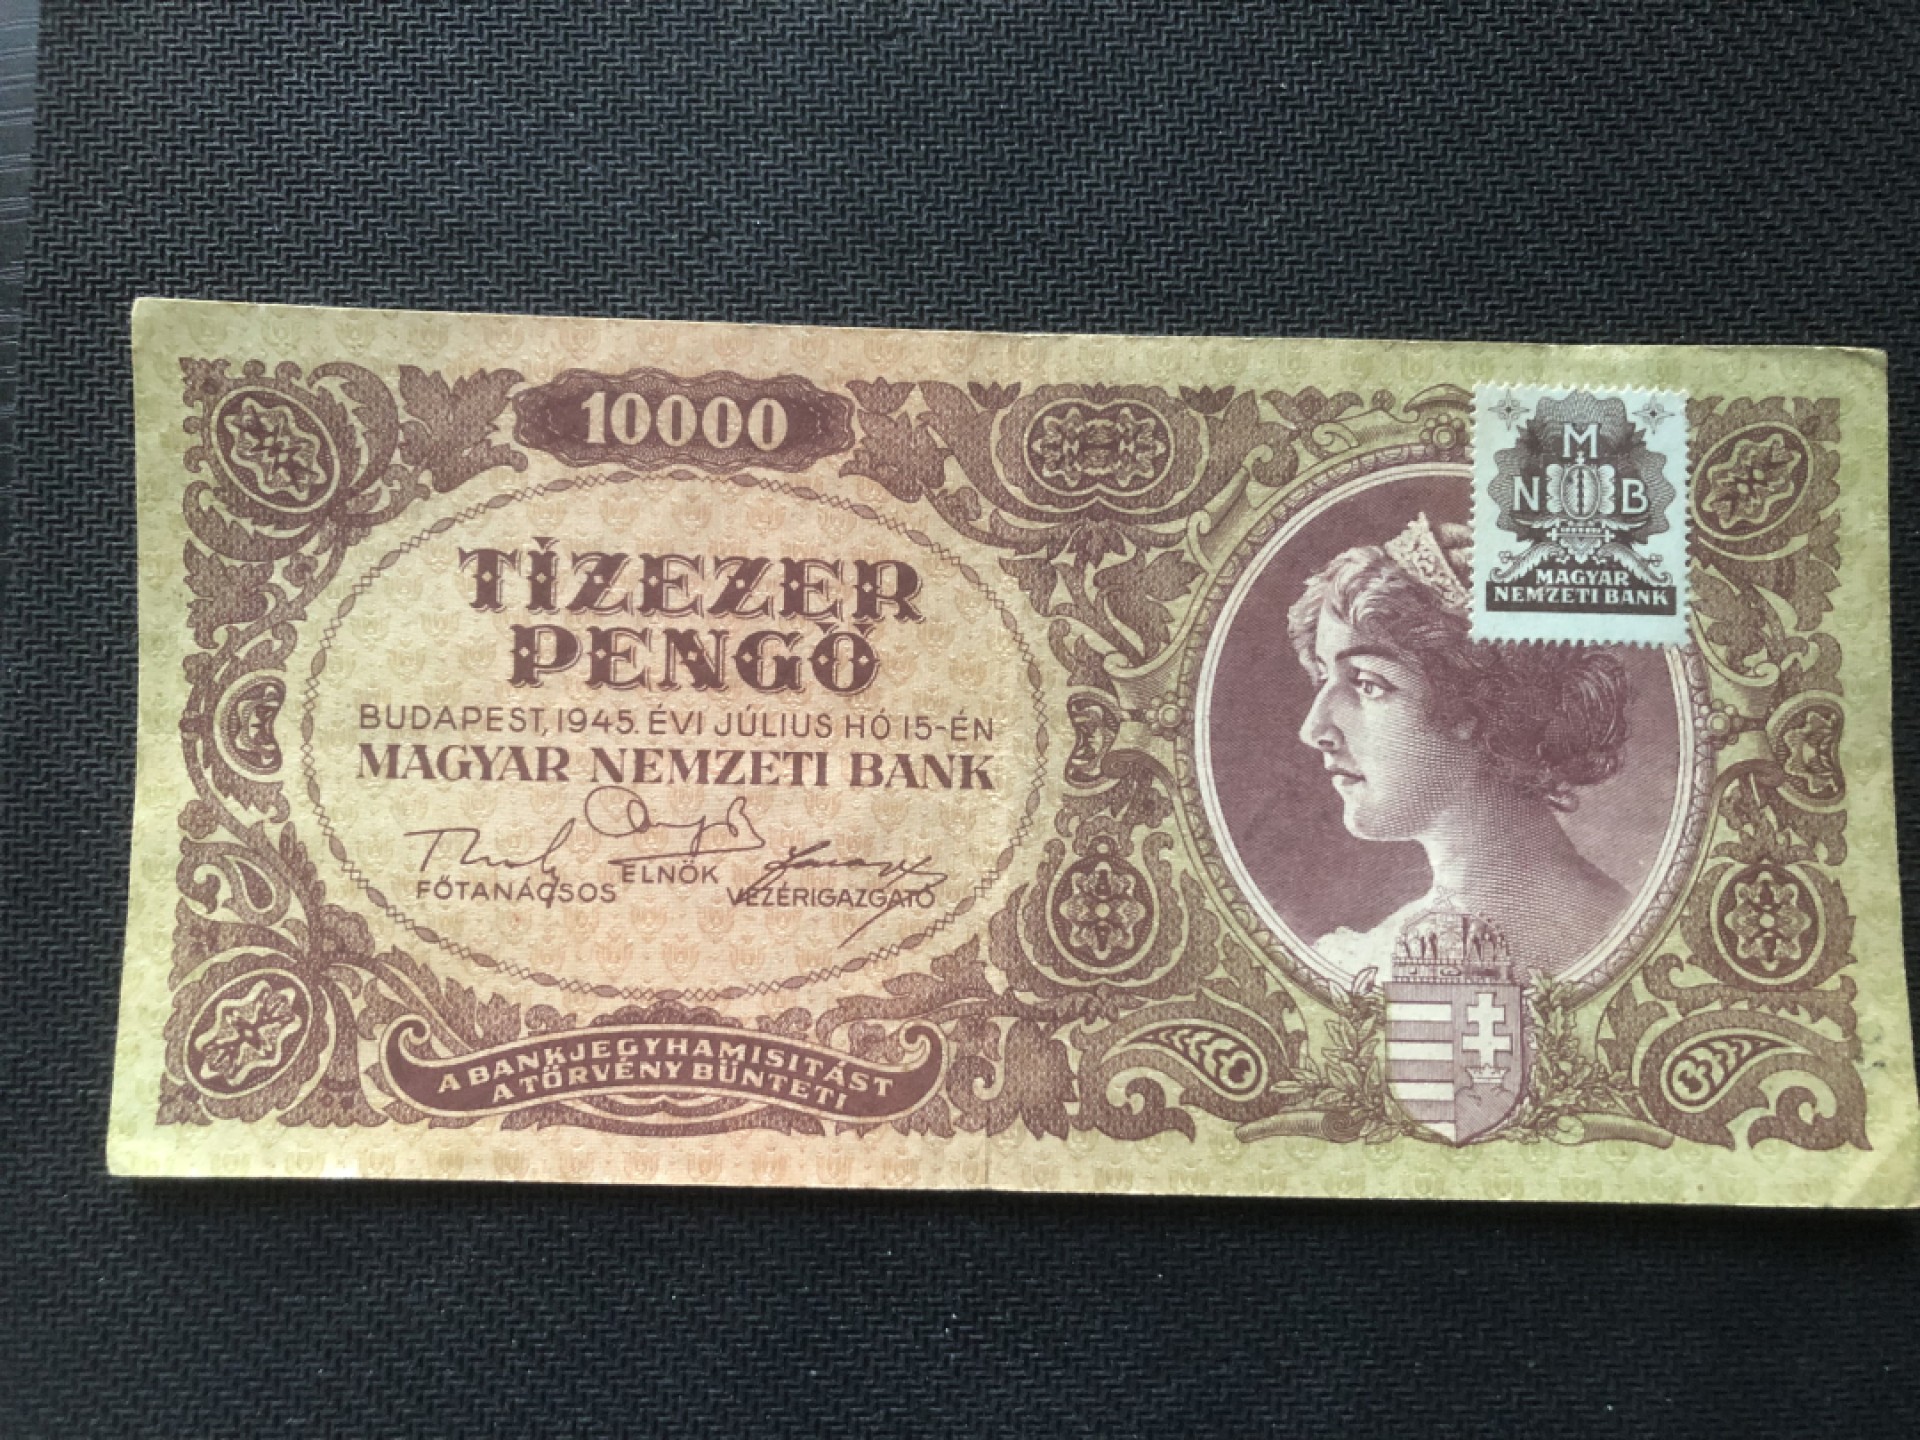 10000
TÍZEZER
PENGŐ
BUDAPEST, 1945. ÉVI JÚLIUS HÓ 15-ÉN
MAGYAR NEMZETI BANK
FŐTANÁCSOS
ELNÖK
VEZÉRIGAZGATÓ
A BANKJEGYHAMISITÁST
A TÖRVÉNY BÜNTETI
M
N B
MAGYAR
NEMZETI BANK